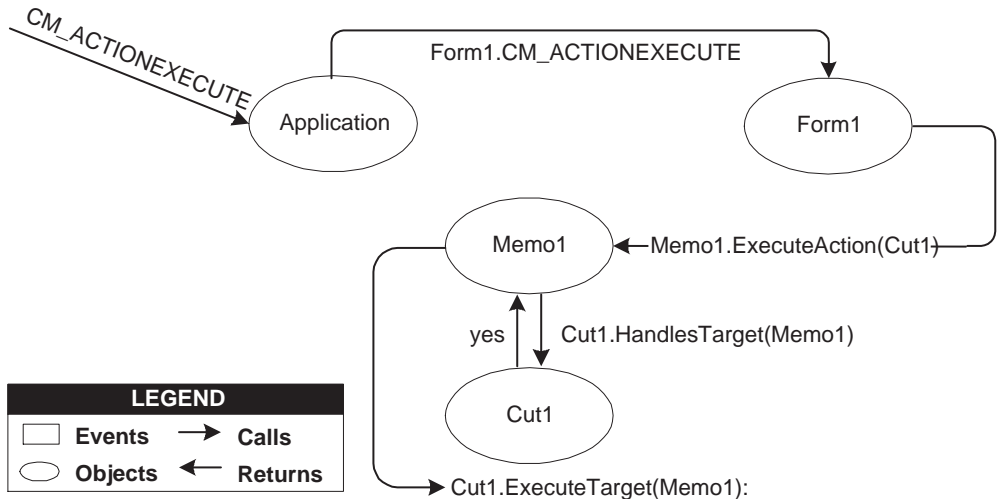 CM_ACTIONEXECUTE
Form1.CM_ACTIONEXECUTE
Application
Form1
Memo1
Memo1.ExecuteAction(Cut1)
yes
Cut1.HandlesTarget(Memo1)
Cut1
LEGEND
Events
Calls
Objects
Returns
Cut1.ExecuteTarget(Memo1):